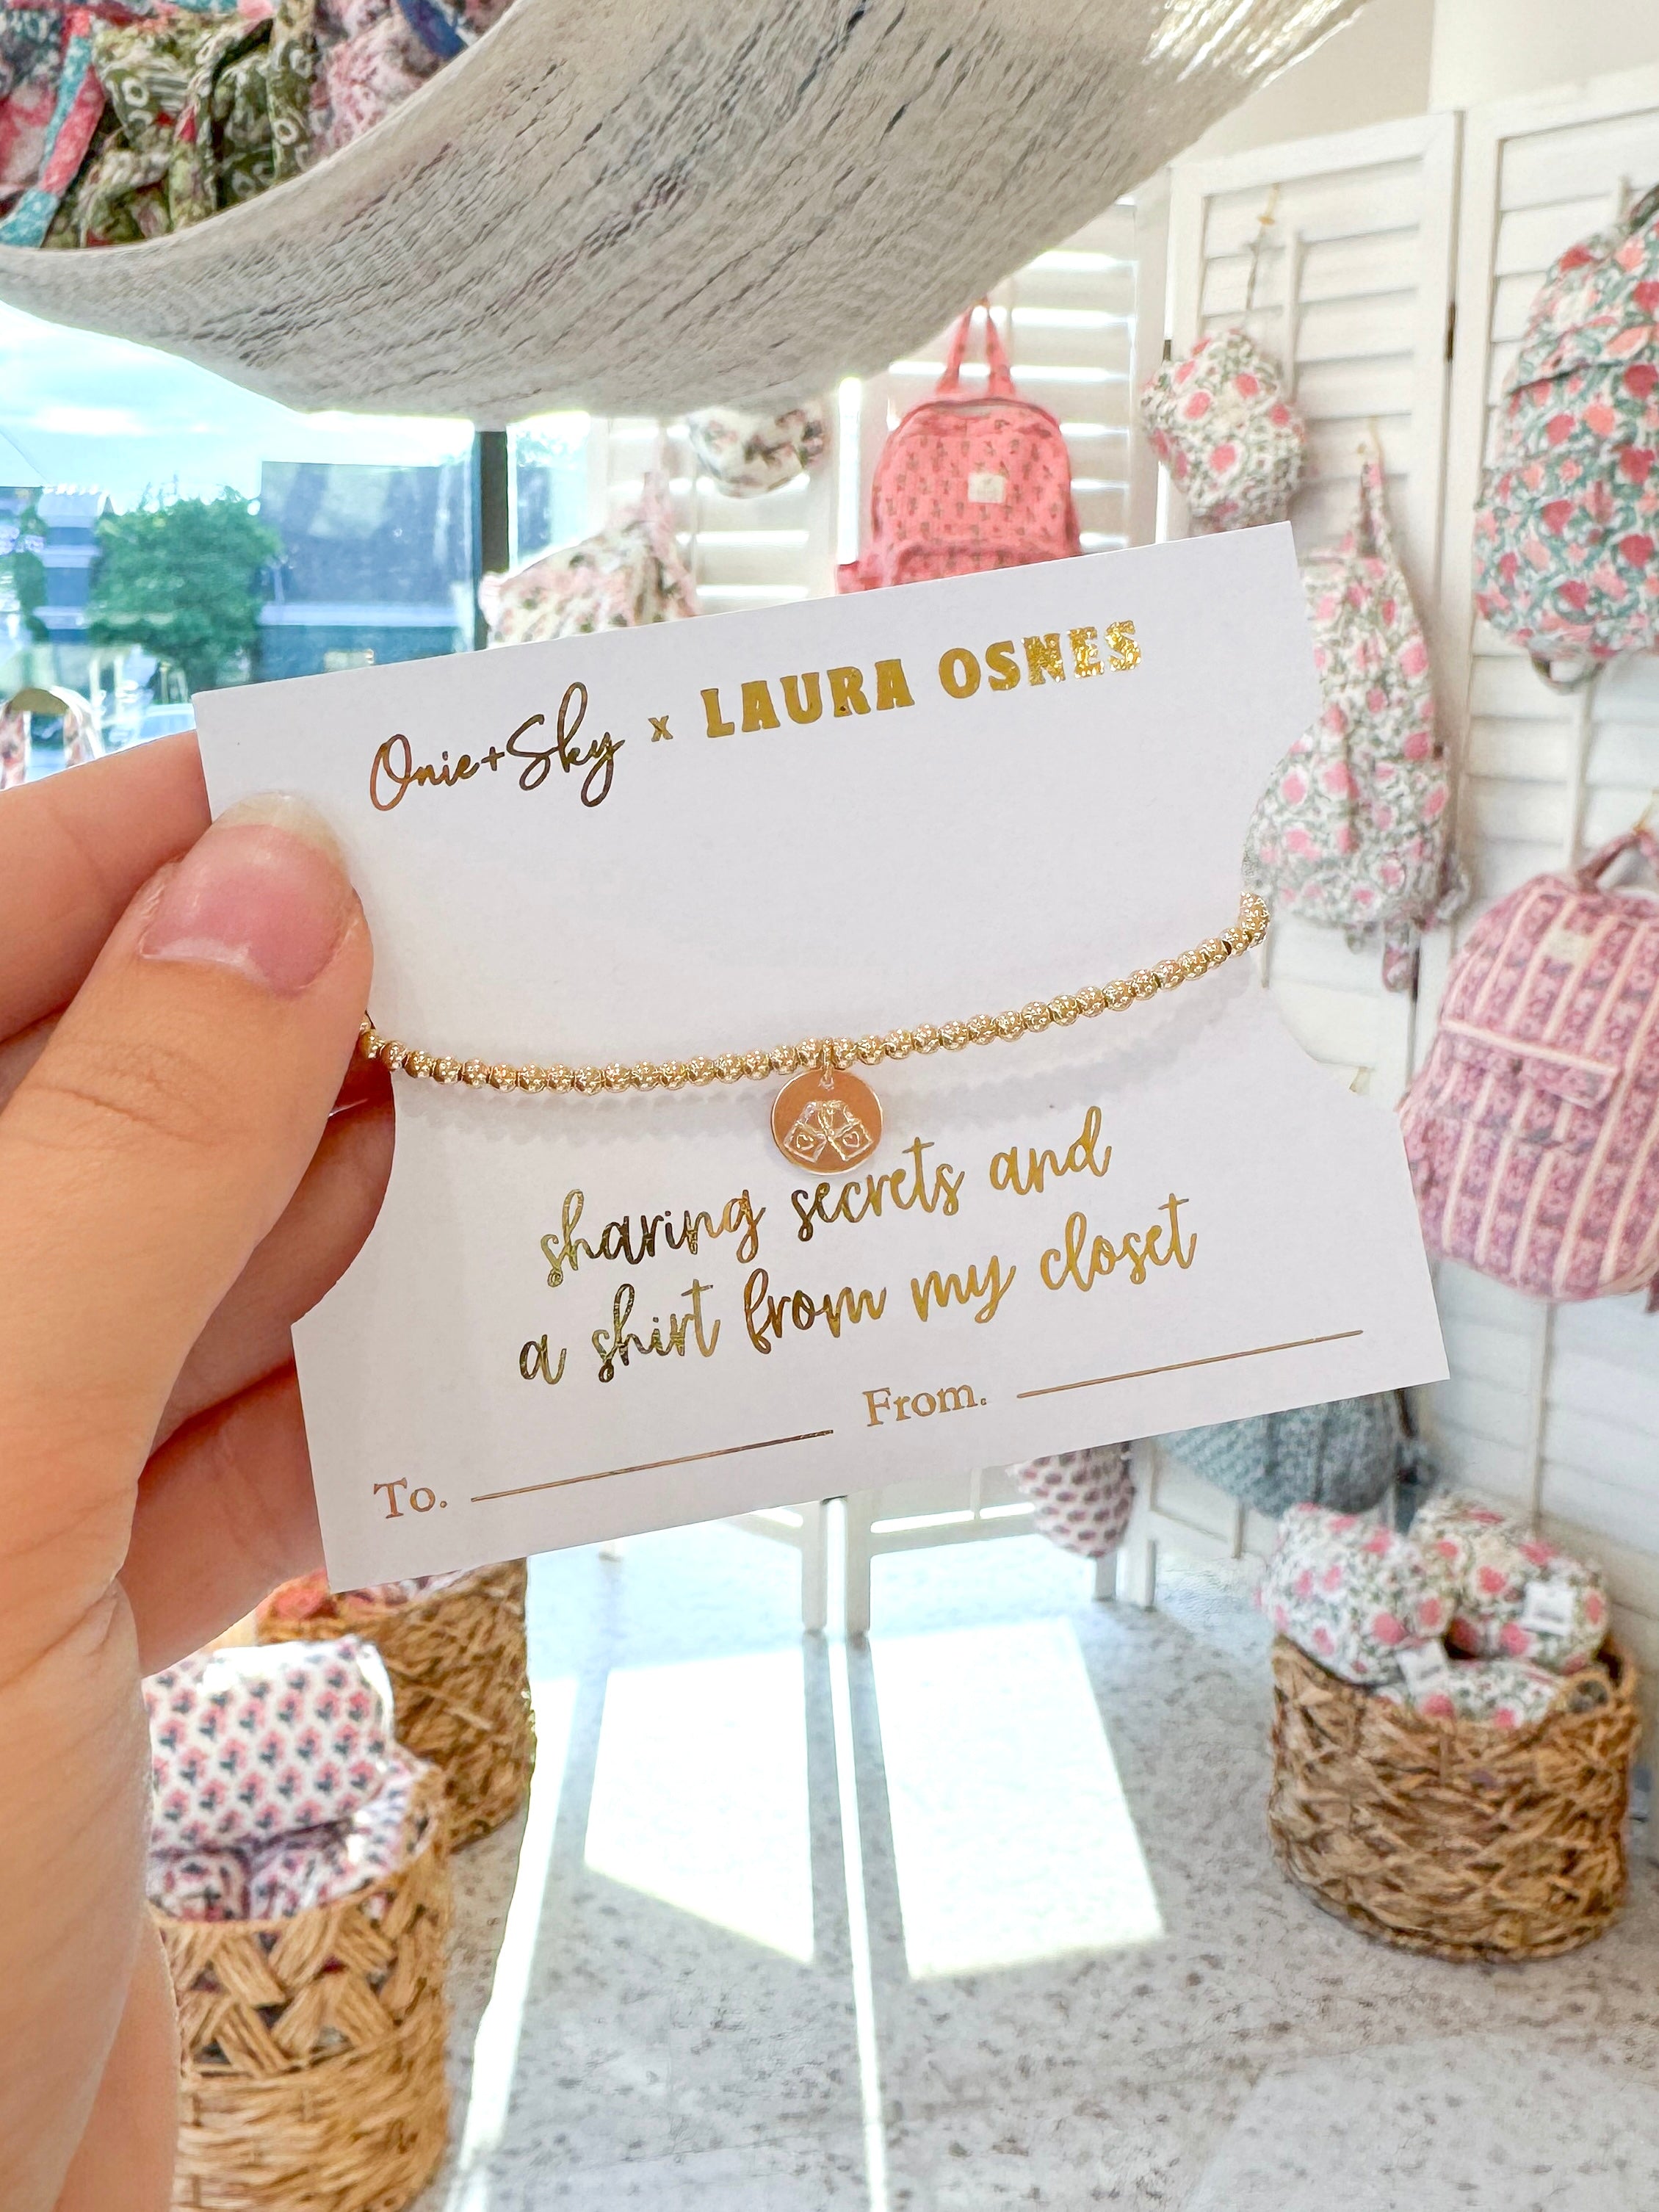 Onie+Sky x LAURA OSNES
sharing secrets and
a shirt from my closet
To. From.